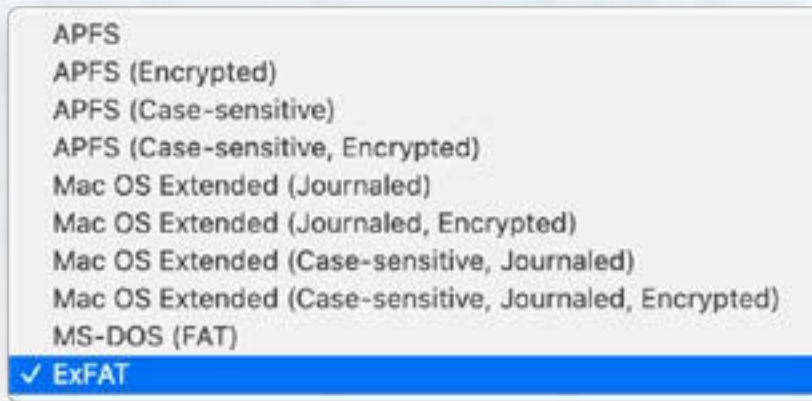 APFS
APFS (Encrypted)
APFS (Case-sensitive)
APFS (Case-sensitive, Encrypted)
Mac OS Extended (Journaled)
Mac OS Extended (Journaled, Encrypted)
Mac OS Extended (Case-sensitive, Journaled)
Mac OS Extended (Case-sensitive, Journaled, Encrypted)
MS-DOS (FAT)
✓ ExFAT